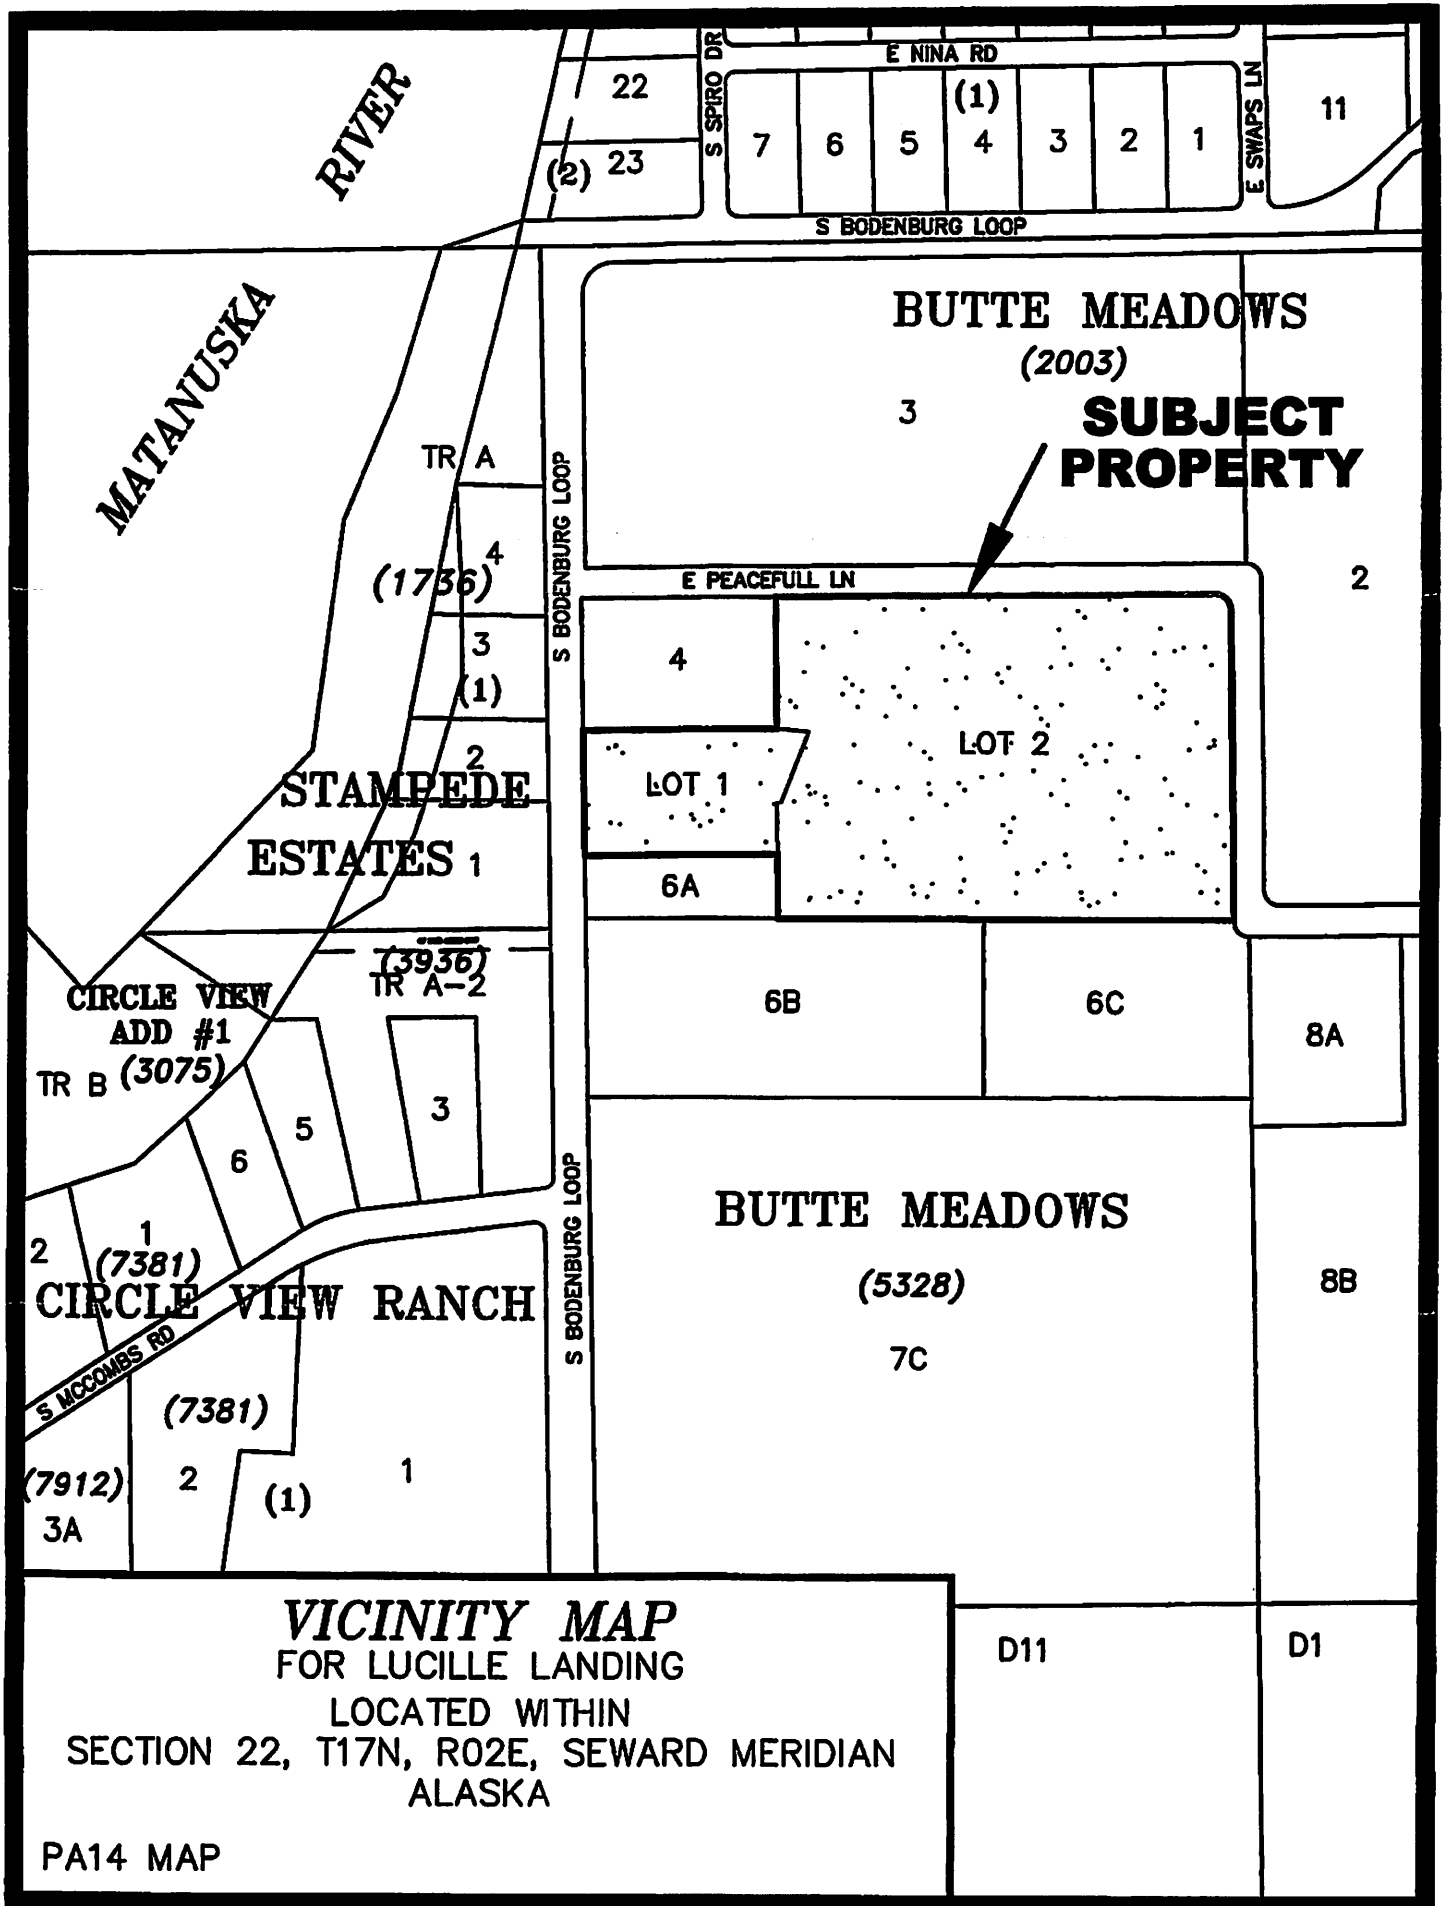 E NINA RD
S SPIRO DR
E SWAPS LN
22
23
(2)
7
6
5
(1)
4
3
2
1
11
S BODENBURG LOOP
MATANUSKA RIVER
BUTTE MEADOWS
(2003)
3
SUBJECT
PROPERTY
2
TR A
S BODENBURG LOOP
4
(1736)
3
(1)
2
STAMPEDE
ESTATES
1
E PEACEFULL LN
4
LOT 1
LOT 2
6A
6B
6C
8A
(3936)
TR A-2
CIRCLE VIEW
ADD #1
(3075)
TR B
3
5
6
1
2
(7381)
CIRCLE VIEW RANCH
S MCCOMBS RD
S BODENBURG LOOP
BUTTE MEADOWS
(5328)
7C
8B
(7381)
2
(1)
1
(7912)
3A
D11
D1
VICINITY MAP
FOR LUCILLE LANDING
LOCATED WITHIN
SECTION 22, T17N, R02E, SEWARD MERIDIAN
ALASKA
PA14 MAP